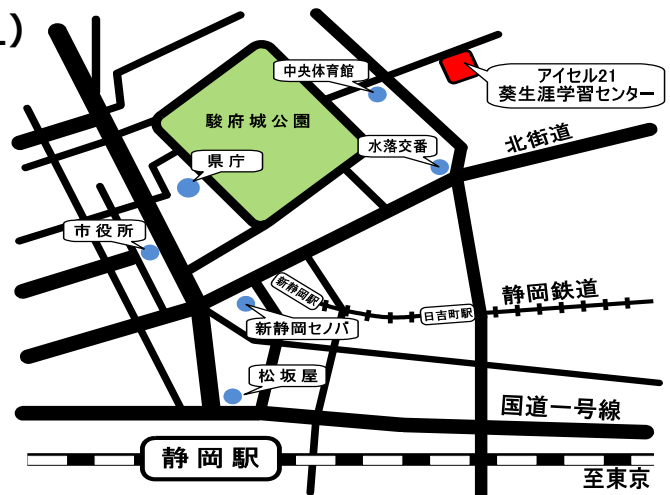 )
中央体育館
アイセル21
葵生涯学習センター
駿府城公園
水落交番
北街道
県庁
市役所
新静岡駅
静岡鉄道
日吉町駅
新静岡セノバ
松坂屋
国道一号線
静岡駅
至東京